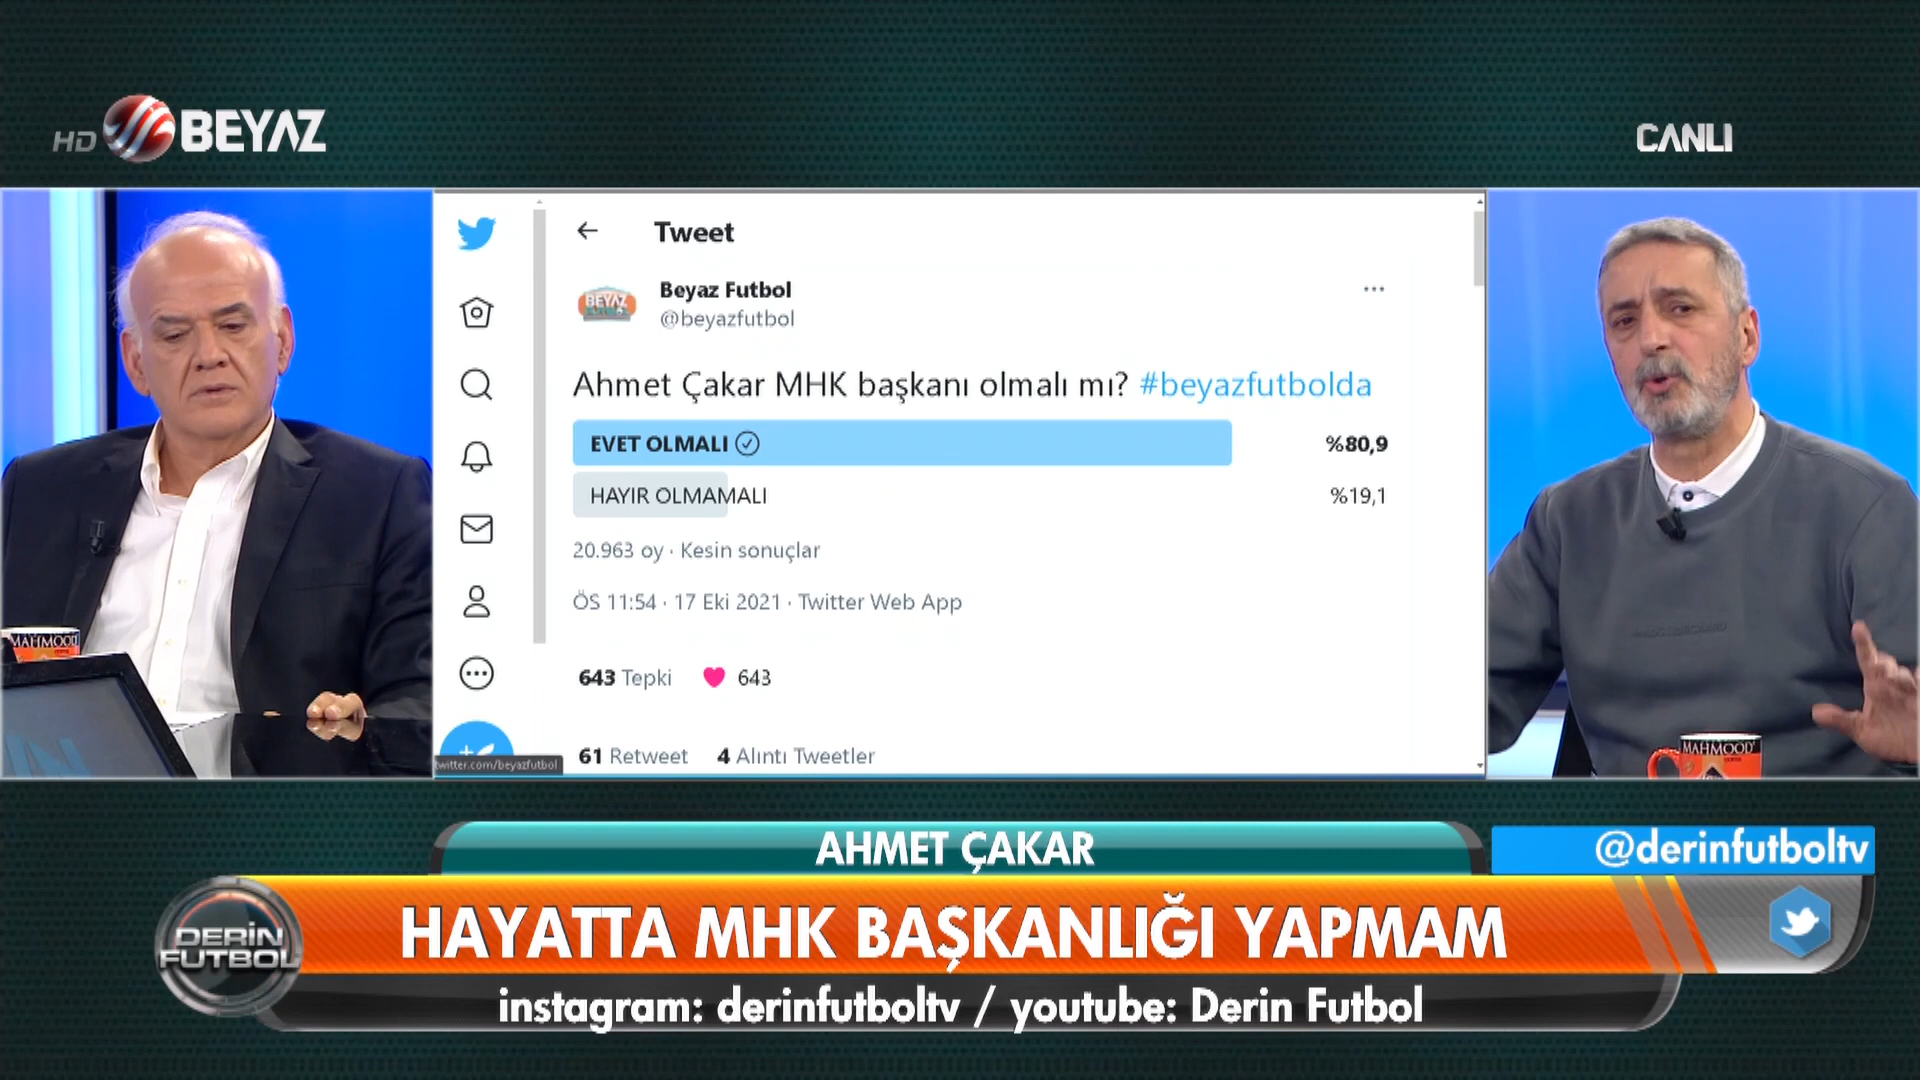 HD BEYAZ
CANLI
Tweet
Beyaz Futbol
@beyazfutbol
BEYAZ
Ahmet Çakar MHK başkanı olmalı mı? #beyazfutbolda
EVET OLMALI
%80,9
HAYIR OLMAMALI
%19,1
20.963 oy · Kesin sonuçlar
ÖS 11:54 · 17 Eki 2021 · Twitter Web App
643 Tepki
643
61 Retweet 4 Alıntı Tweetler
twitter.com/beyazfutbol
MAHMOOD
MAHMOOD
AHMET ÇAKAR
@derinfutboltv
DERİN
FUTBOL
HAYATTA MHK BAŞKANLIĞI YAPMAM
instagram: derinfutboltv / youtube: Derin Futbol